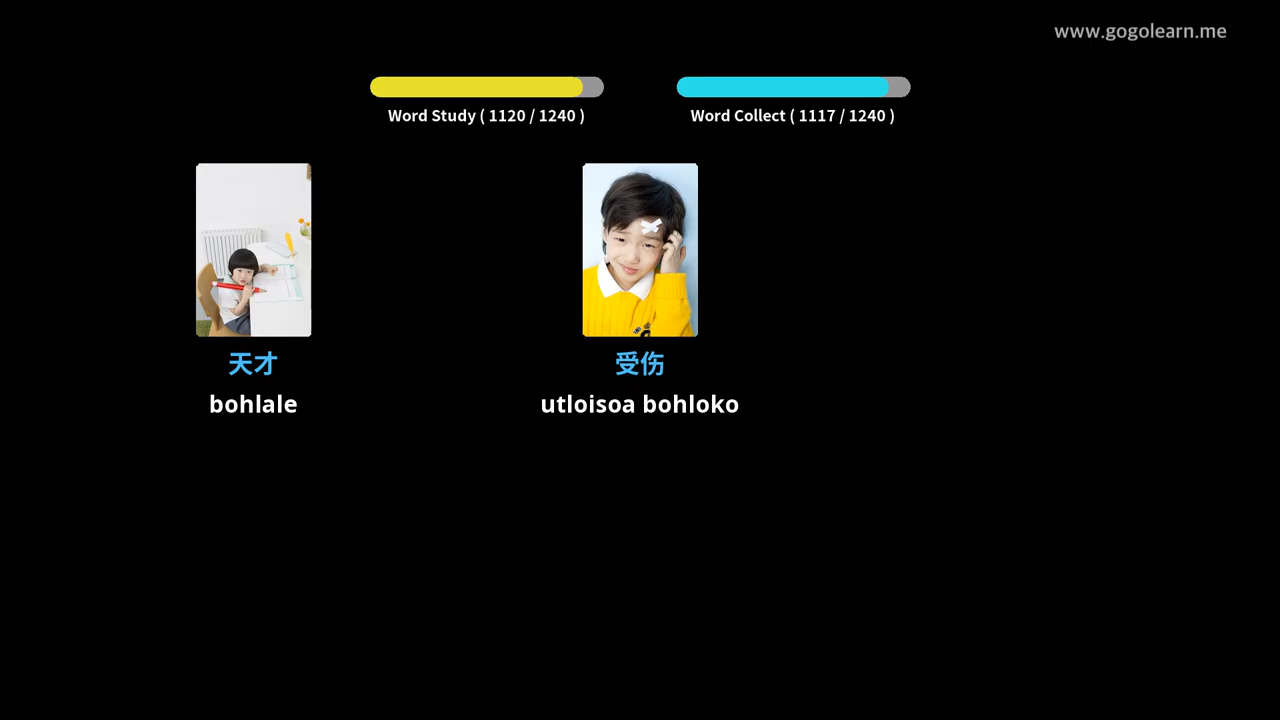 www.gogolearn.me
Word Study ( 1120 / 1240 )
Word Collect ( 1117 / 1240 )
天才
bohlale
受伤
utloisoa bohloko